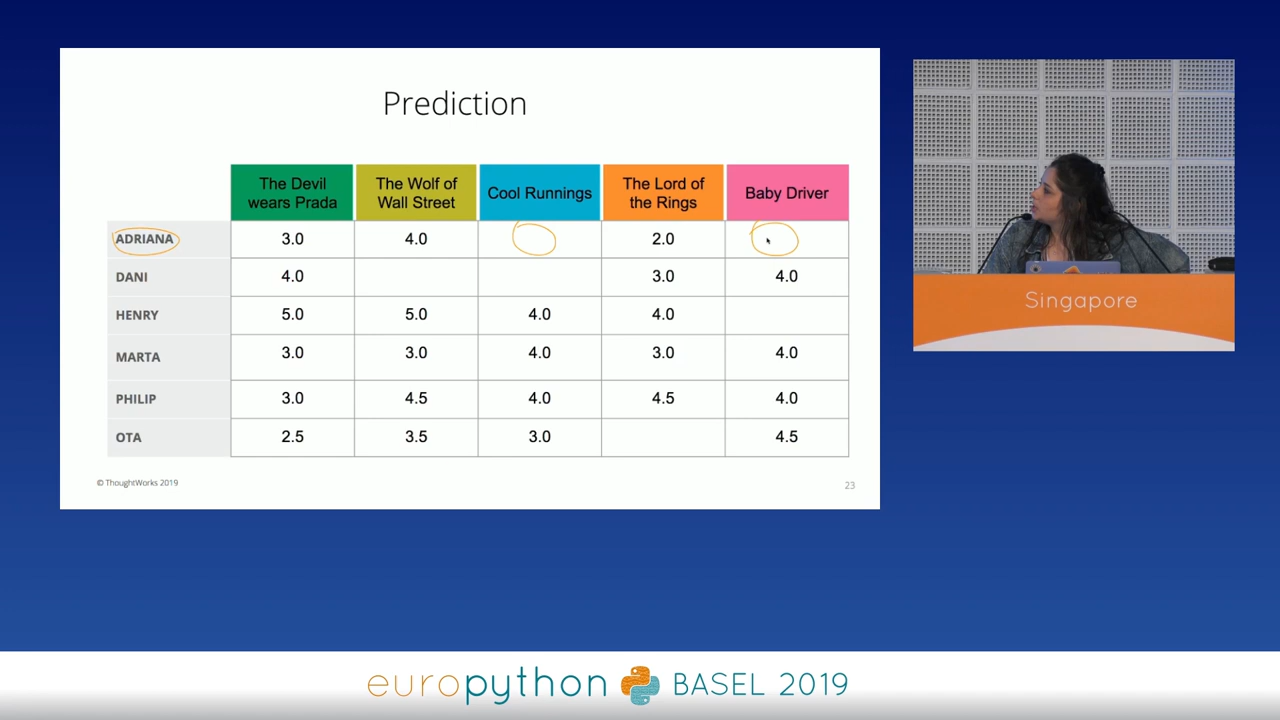 Prediction
The Devil wears Prada The Wolf of Wall Street Cool Runnings The Lord of the Rings Baby Driver
ADRIANA 3.0 4.0 2.0
DANI 4.0 3.0 4.0
HENRY 5.0 5.0 4.0 4.0
MARTA 3.0 3.0 4.0 3.0 4.0
PHILIP 3.0 4.5 4.0 4.5 4.0
OTA 2.5 3.5 3.0 4.5
© ThoughtWorks 2019
23
Singapore
europython BASEL 2019